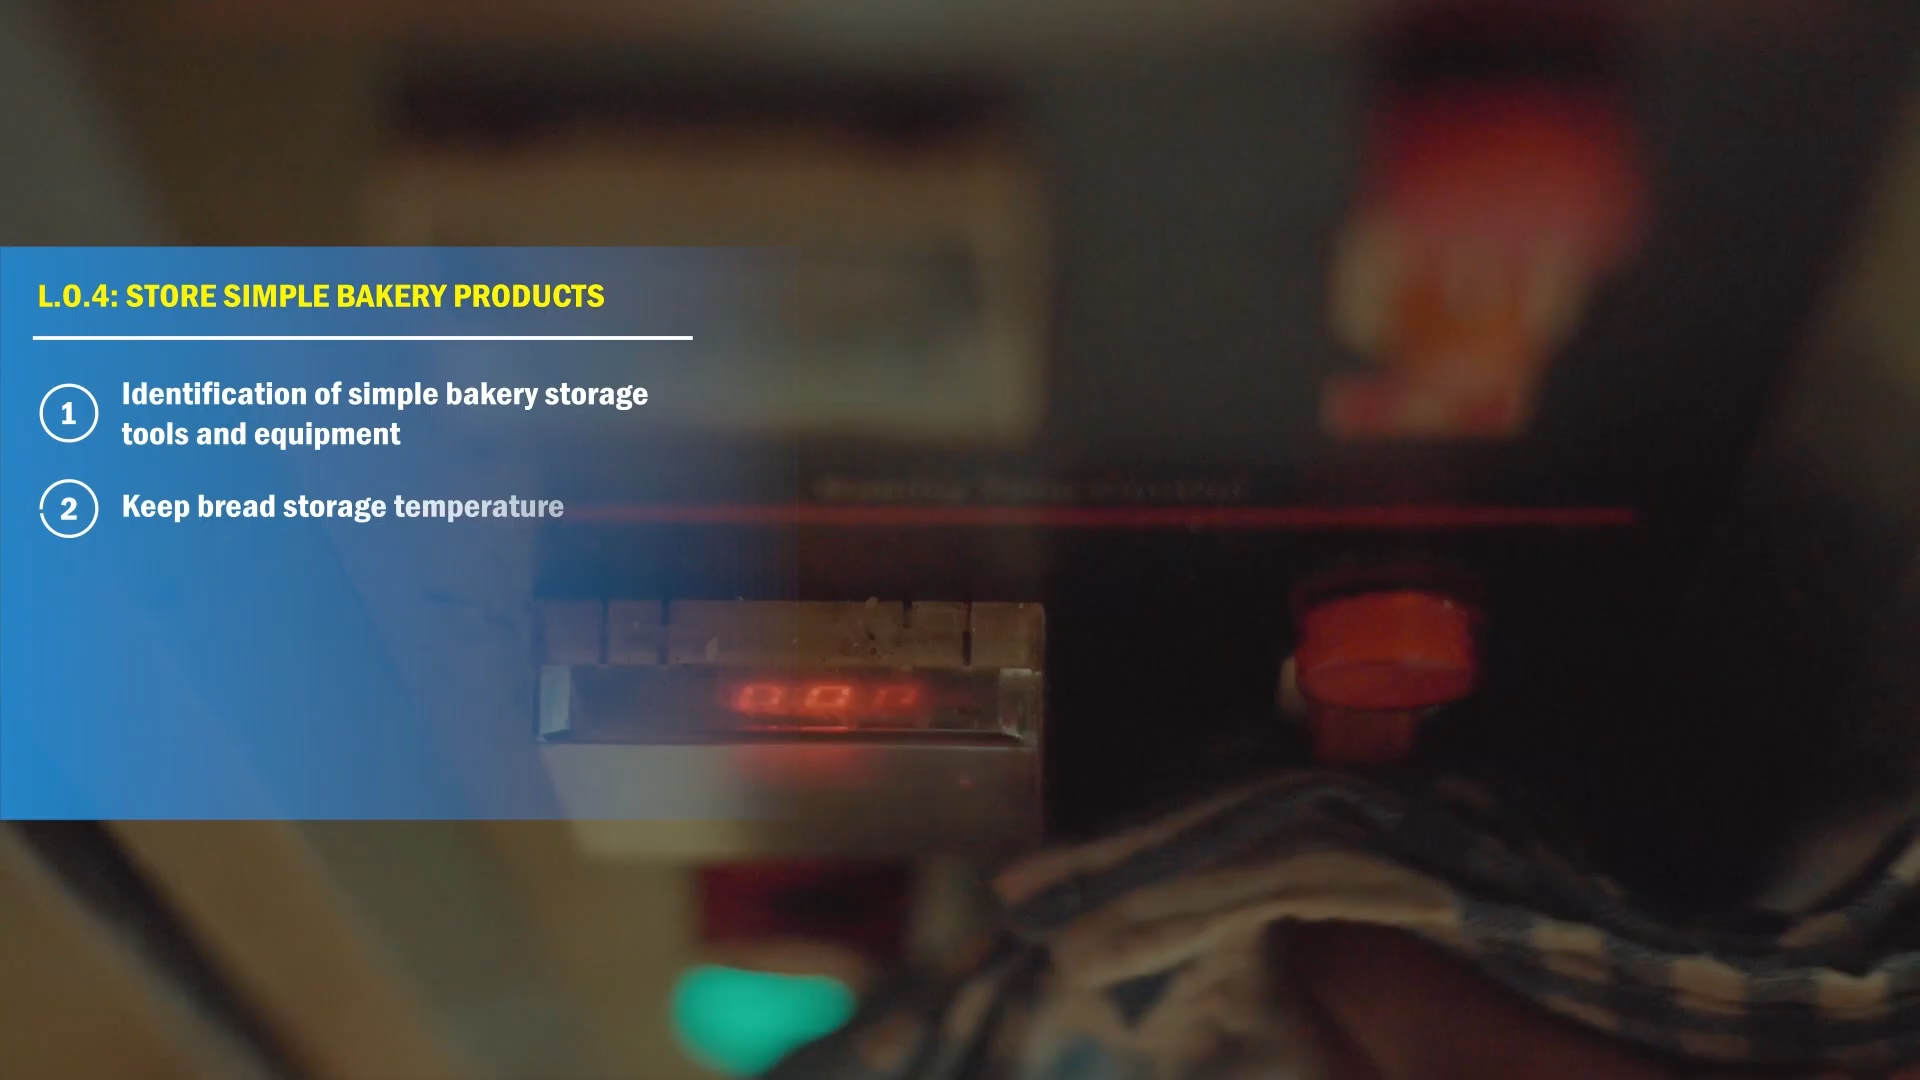 L.O.4: STORE SIMPLE BAKERY PRODUCTS
1 Identification of simple bakery storage
tools and equipment
2 Keep bread storage temperature